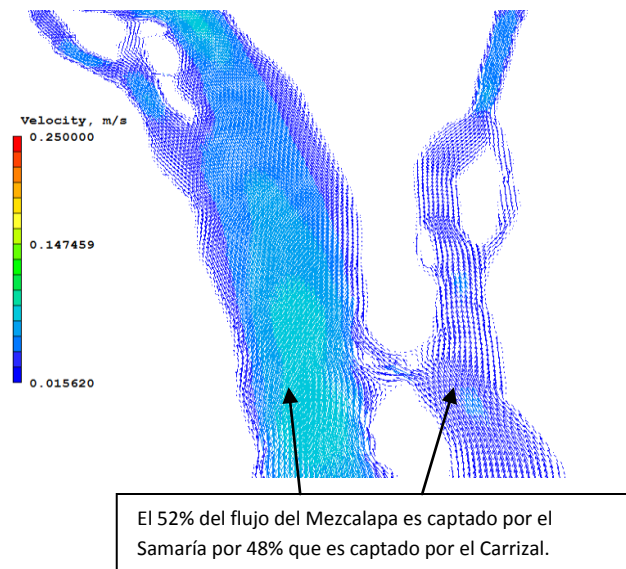 Velocity, m/s
0.250000
0.147459
0.015620
El 52% del flujo del Mezcalapa es captado por el
Samaría por 48% que es captado por el Carrizal.